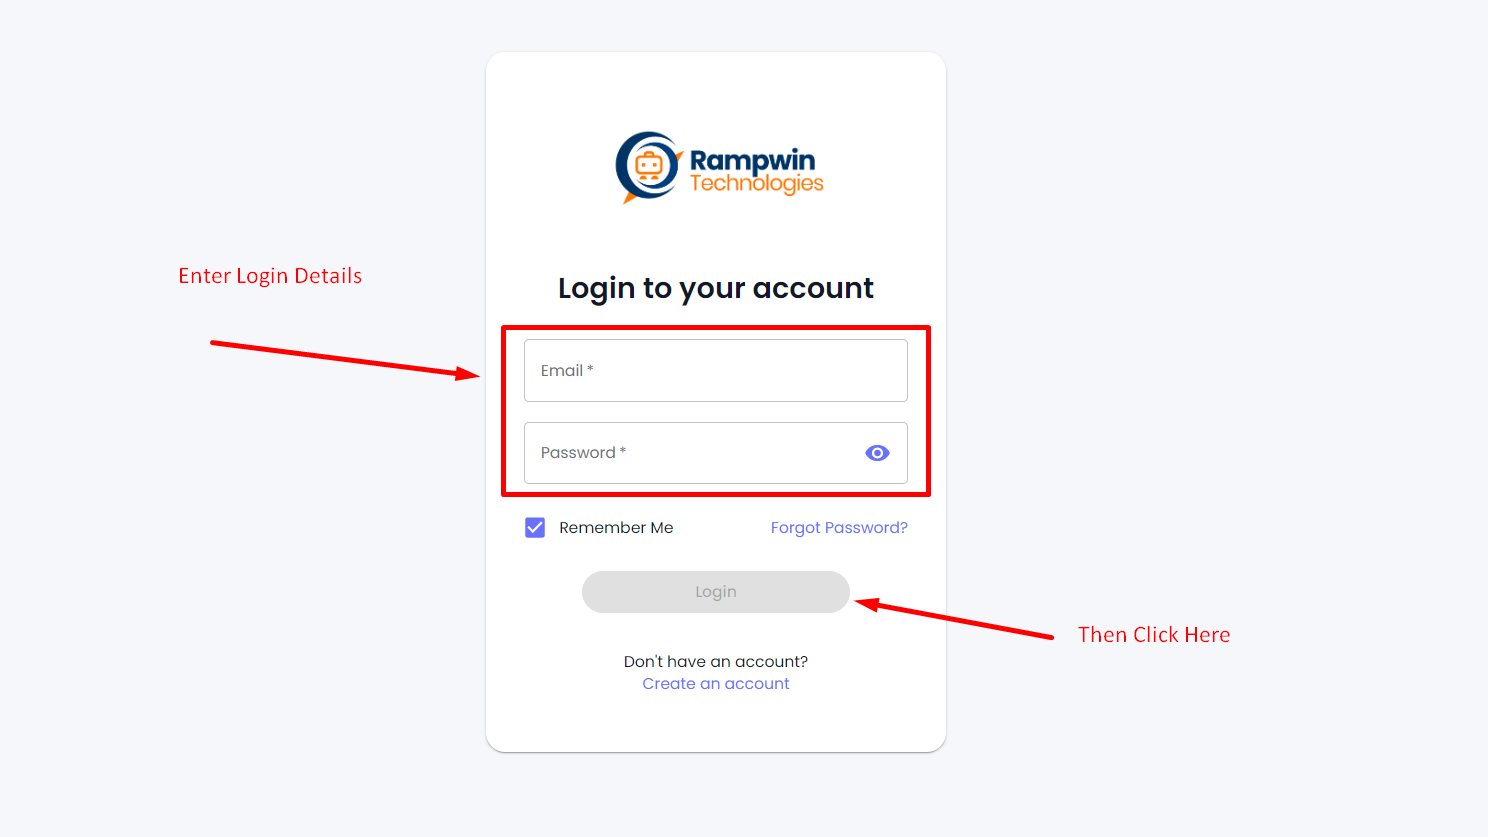 Rampwin
Technologies
Enter Login Details
Login to your account
Email *
Password *
Remember Me
Forgot Password?
Login
Then Click Here
Don't have an account?
Create an account